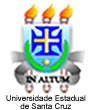 IN ALTUM
Universidade Estadual
de Santa Cruz